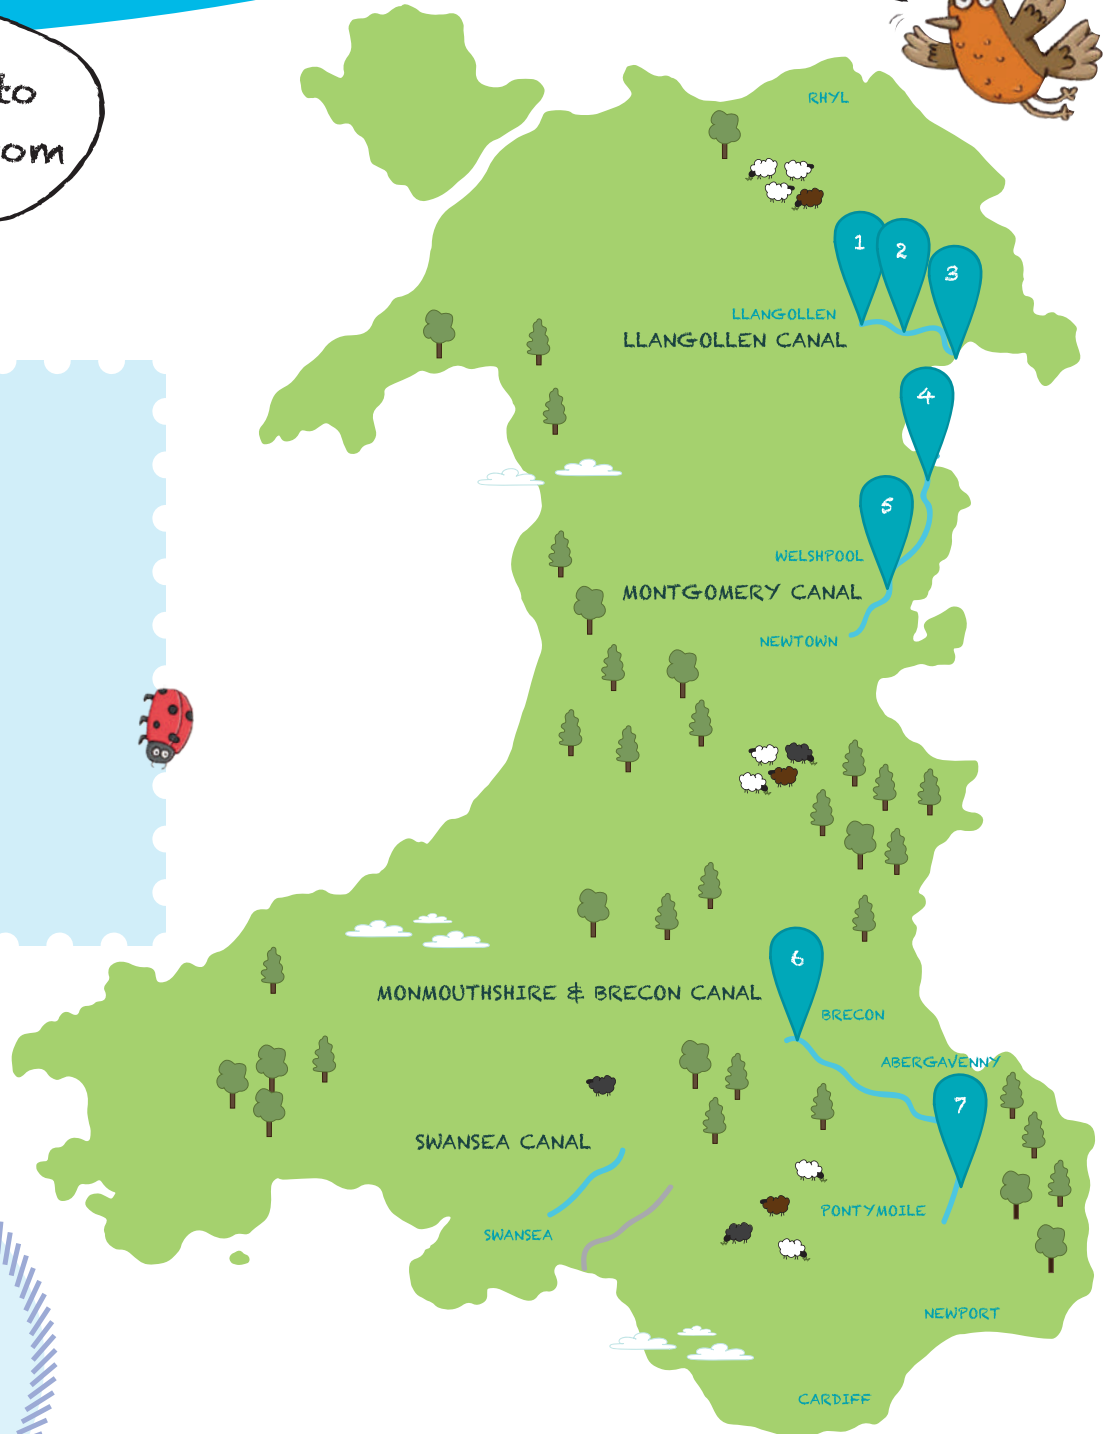 to
om
RHYL
1
2
3
LLANGOLLEN
LLANGOLLEN CANAL
4
5
WELSHPOOL
MONTGOMERY CANAL
NEWTOWN
6
MONMOUTHSHIRE & BRECON CANAL
BRECON
ABERGAVENNY
7
SWANSEA CANAL
PONTYMOILE
SWANSEA
NEWPORT
CARDIFF